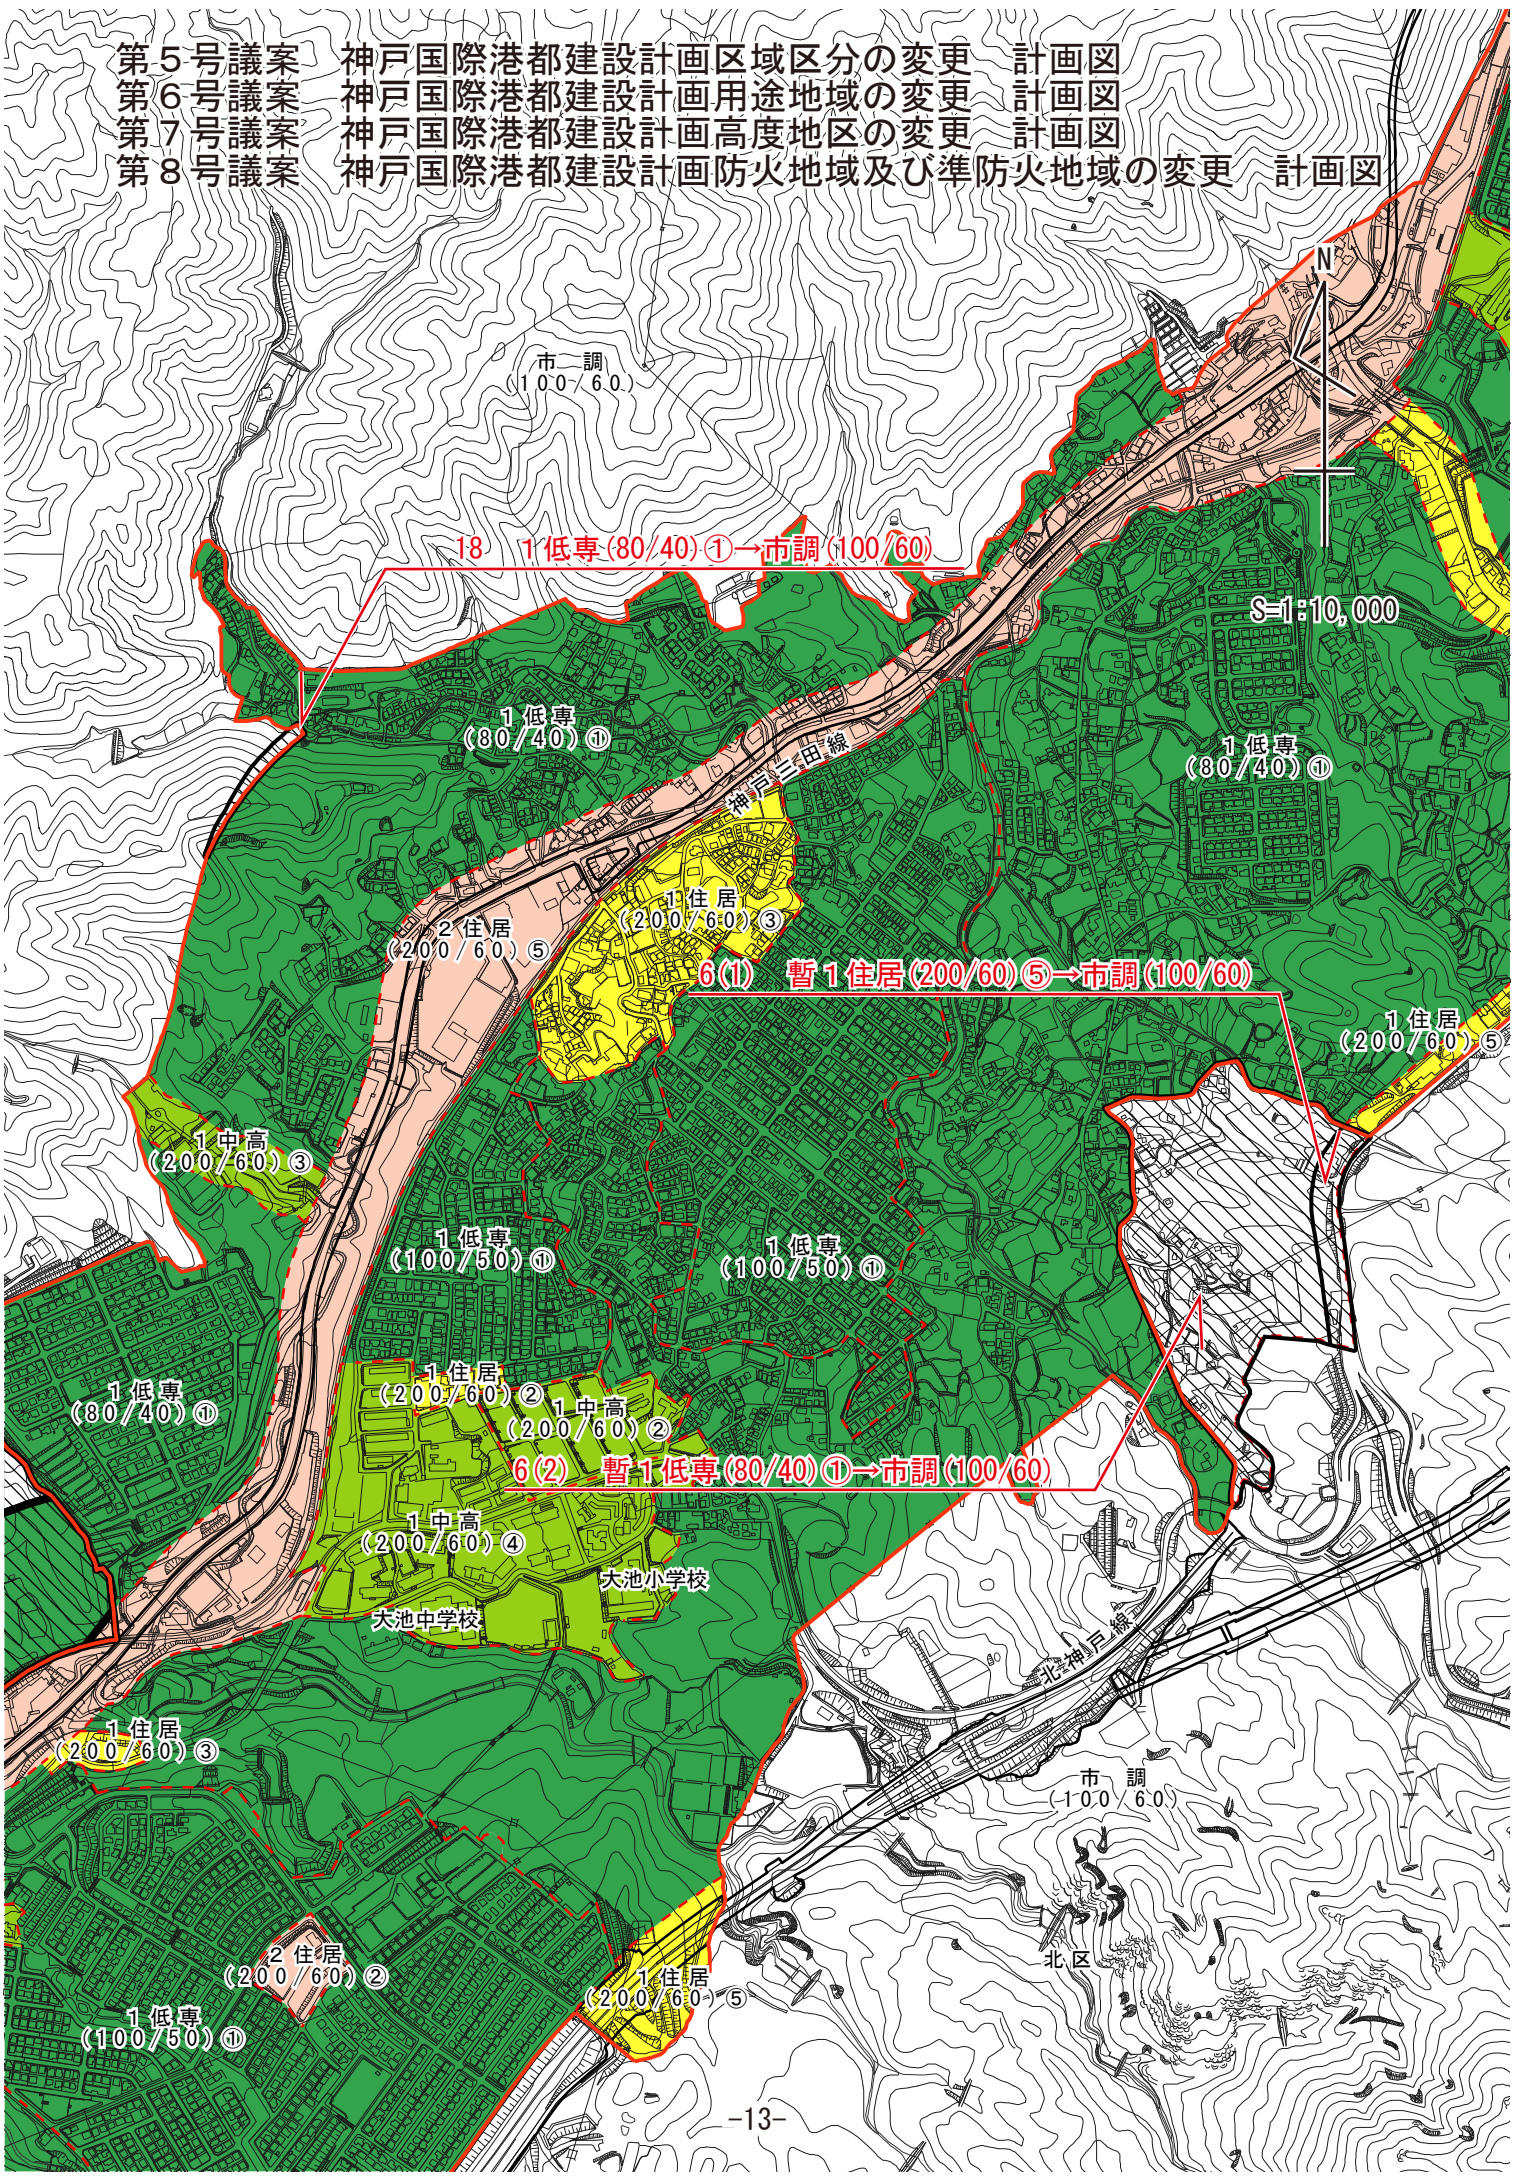 第５号議案　神戸国際港都建設計画区域区分の変更　計画図
第６号議案　神戸国際港都建設計画用途地域の変更　計画図
第７号議案　神戸国際港都建設計画高度地区の変更　計画図
第８号議案　神戸国際港都建設計画防火地域及び準防火地域の変更　計画図
N
市　調
(100/60)
18　１低専(80/40)①→市調(100/60)
S=1:10,000
１低専
(80/40)①
１低専
(80/40)①
神戸三田線
１住居
(200/60)③
２住居
(200/60)⑤
6(1)　暫１住居(200/60)⑤→市調(100/60)
１住居
(200/60)⑤
１中高
(200/60)③
１低専
(100/50)①
１低専
(100/50)①
１低専
(80/40)①
１住居
(200/60)②
１中高
(200/60)②
6(2)　暫１低専(80/40)①→市調(100/60)
１中高
(200/60)④
大池小学校
大池中学校
北神戸線
１住居
(200/60)③
市　調
(100/60)
北区
２住居
(200/60)②
１住居
(200/60)⑤
１低専
(100/50)①
-13-